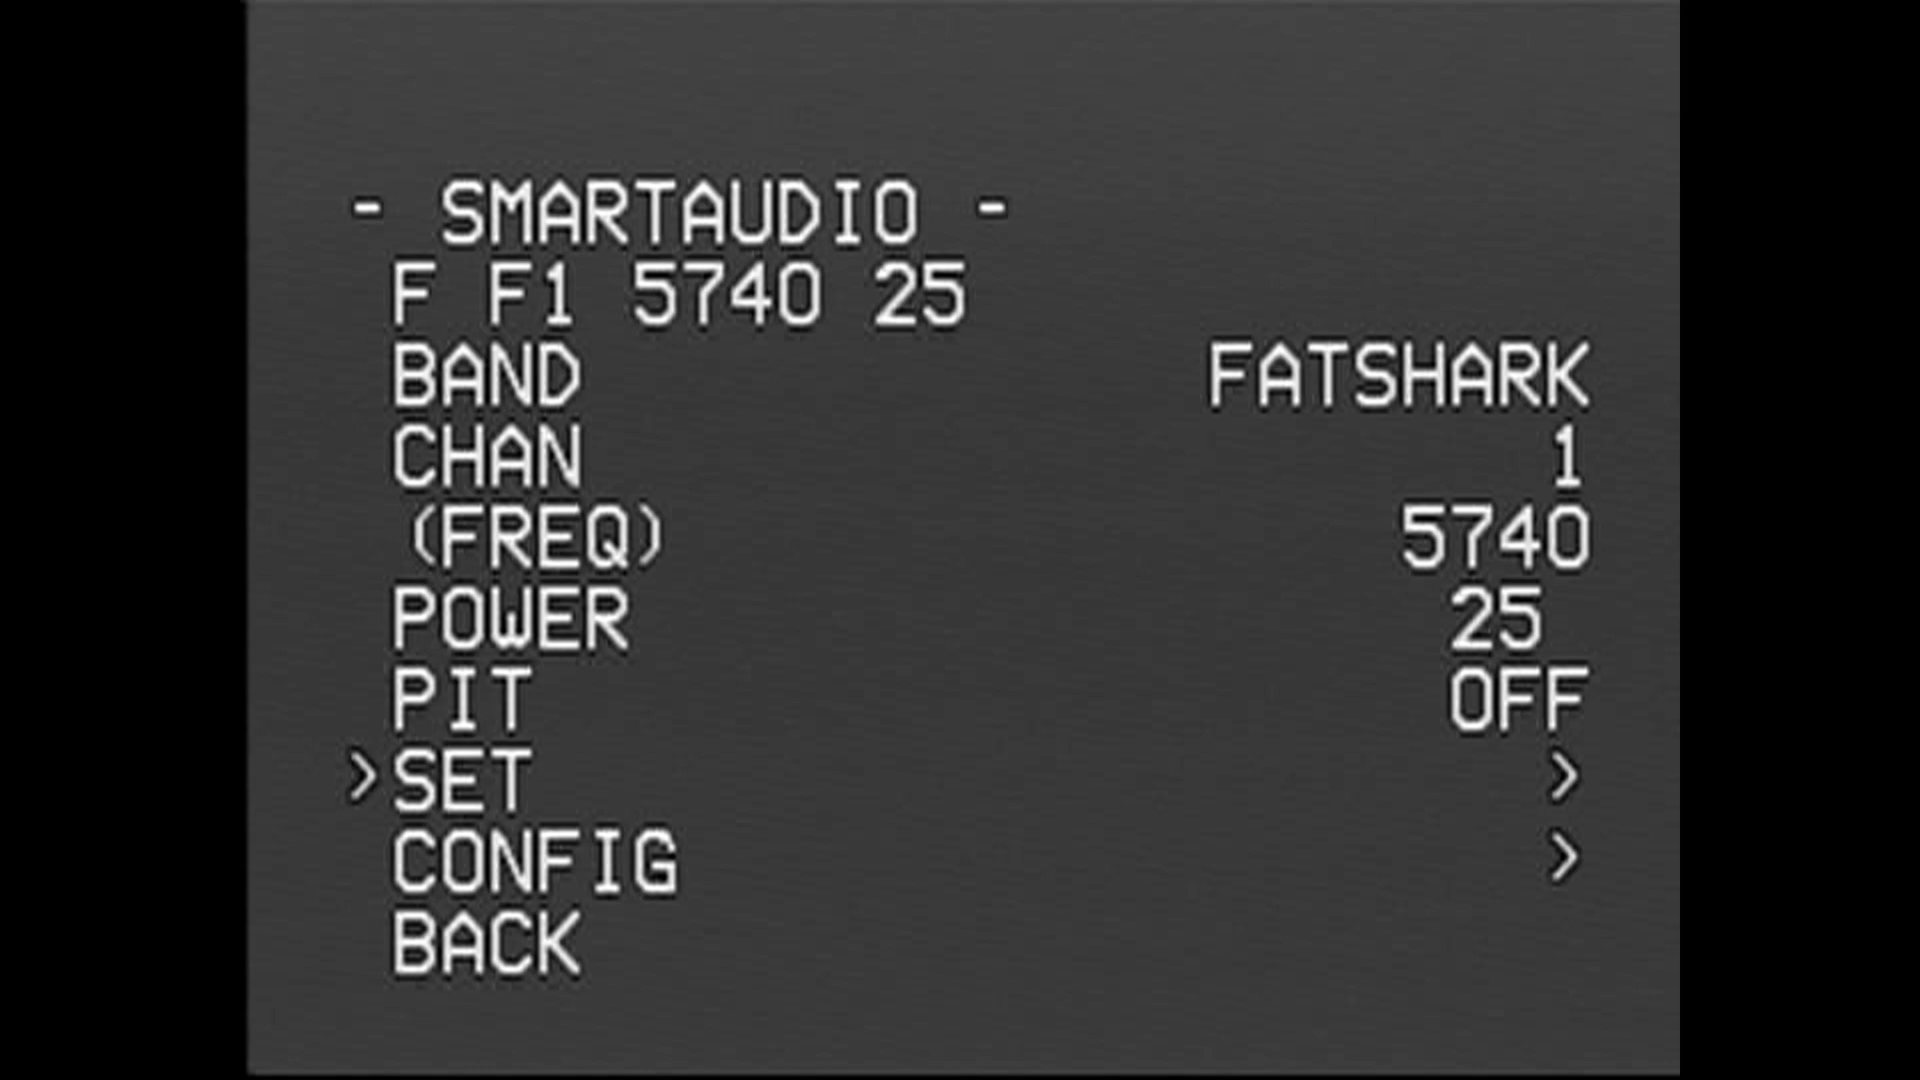 - SMARTAUDIO -
F F1 5740 25
BAND FATSHARK
CHAN 1
(FREQ) 5740
POWER 25
PIT OFF
>SET >
CONFIG >
BACK